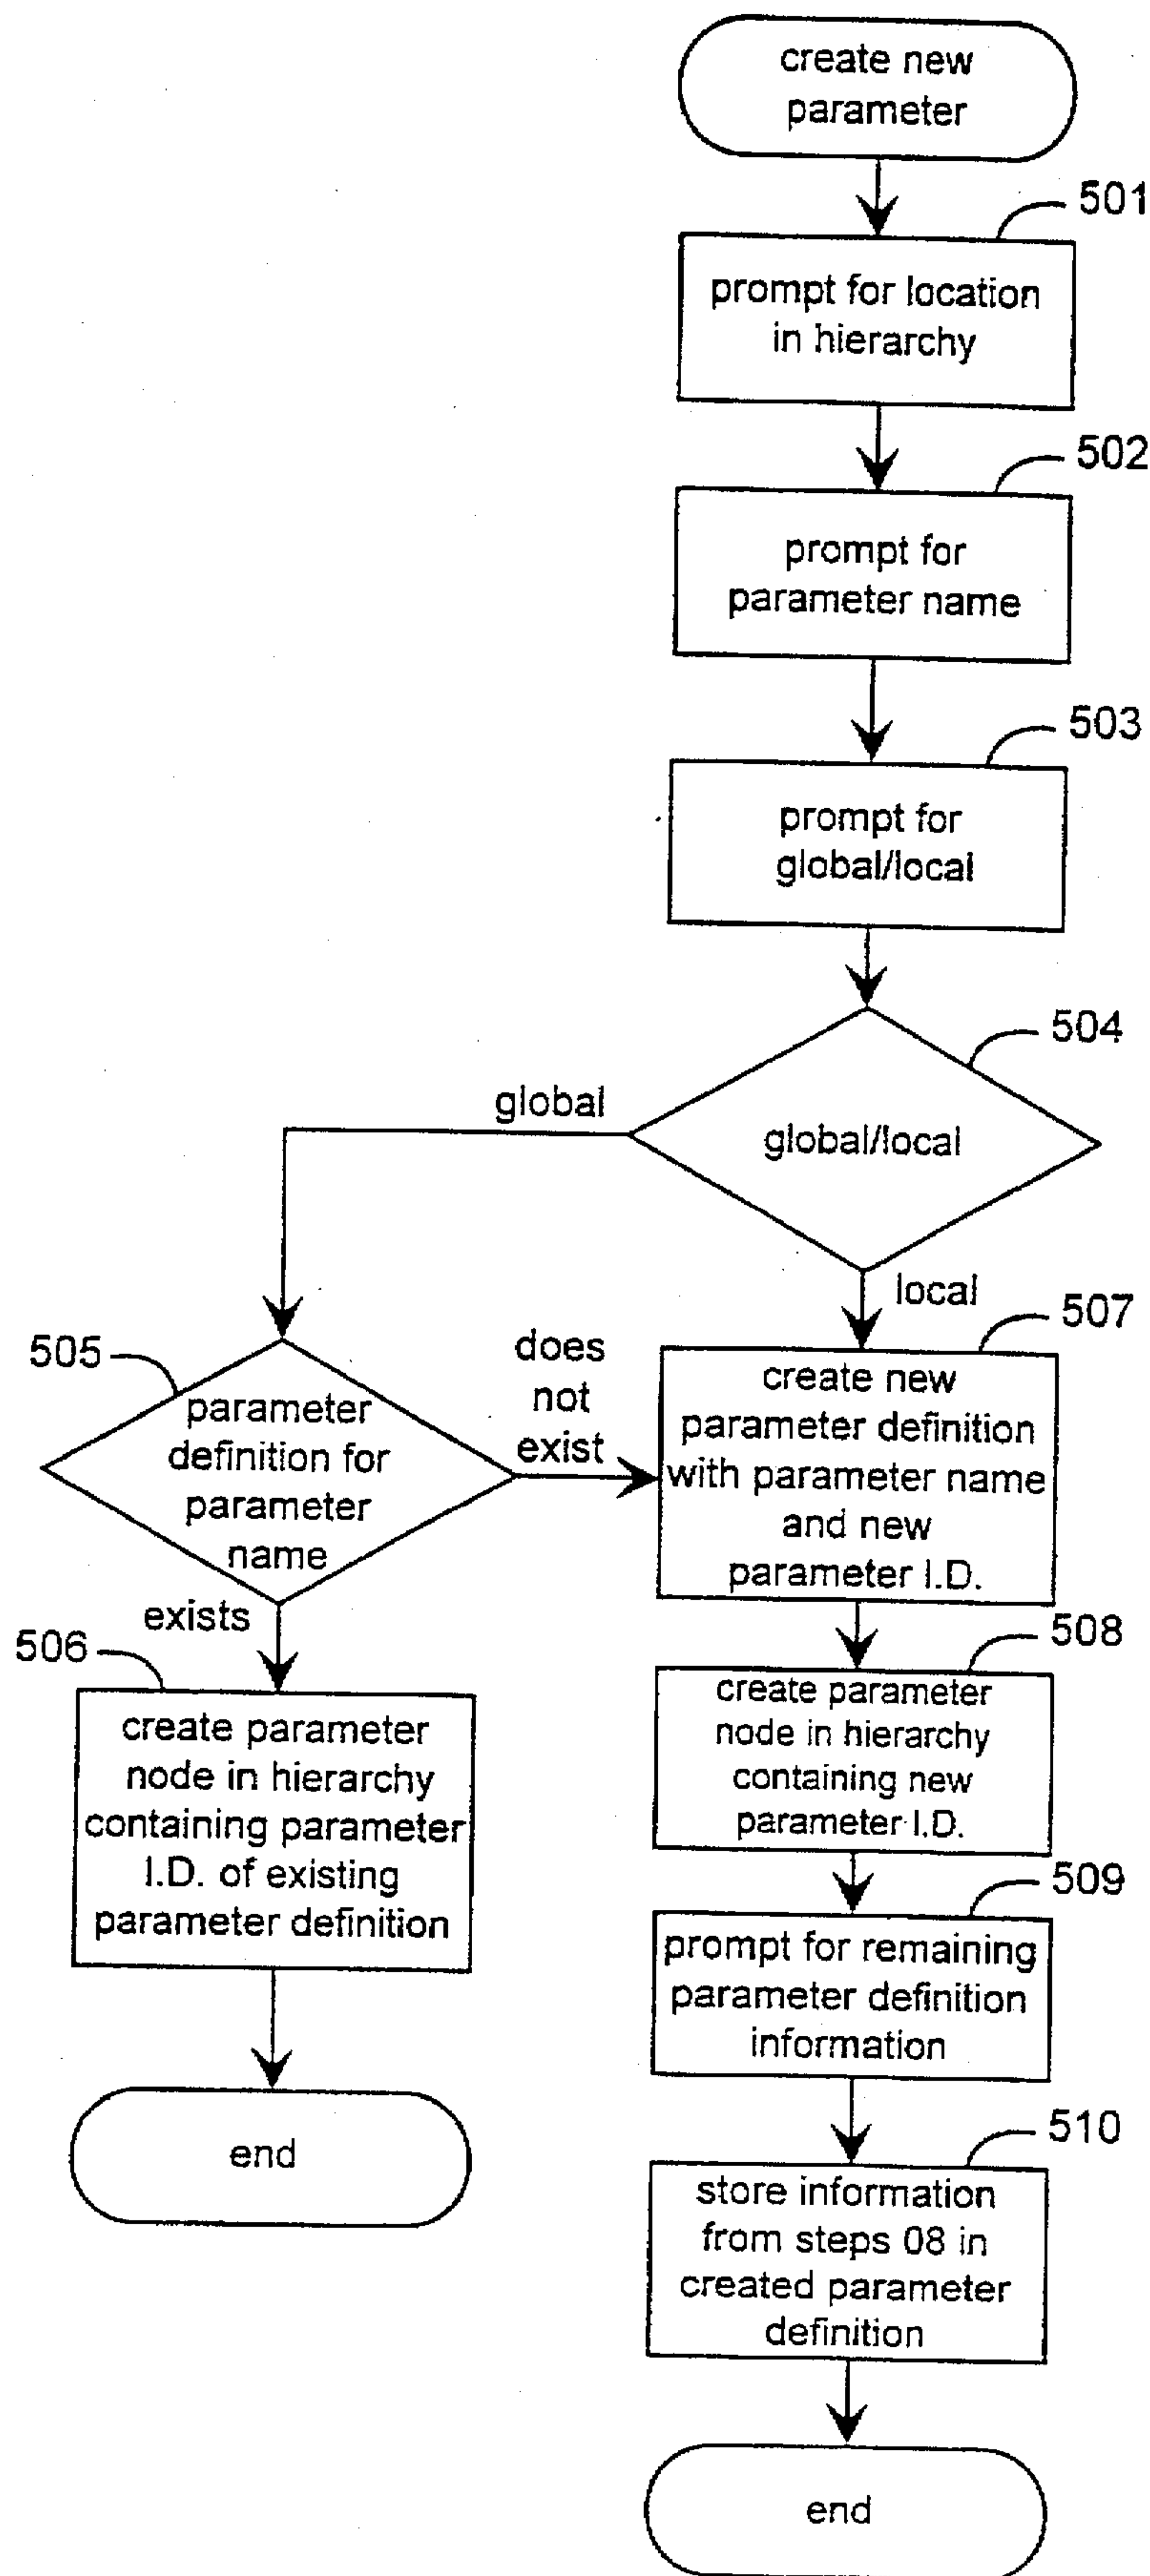 create new
parameter
501
prompt for location
in hierarchy
502
prompt for
parameter name
503
prompt for
global/local
504
global/local
global
local
505
parameter
definition for
parameter
name
does
not
exist
507
create new
parameter definition
with parameter name
and new
parameter I.D.
exists
506
create parameter
node in hierarchy
containing parameter
I.D. of existing
parameter definition
end
508
create parameter
node in hierarchy
containing new
parameter I.D.
509
prompt for remaining
parameter definition
information
510
store information
from steps 08 in
created parameter
definition
end